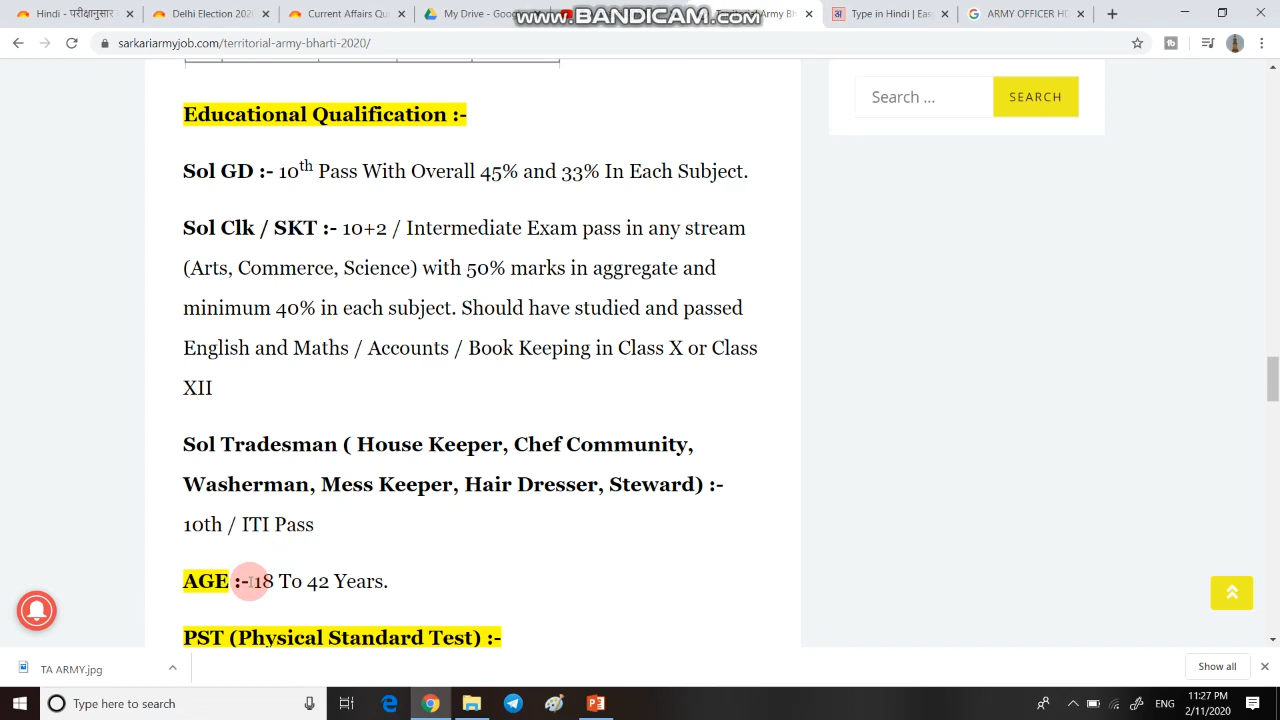 Hindi - परीक्षानुसार
Delhi Election 202
Current Affairs Qu
My Drive - Goog
Army Bh
Type in Hindi | Eas
ARMY OFFICER HD
www.BANDICAM.com
sarkariarmyjob.com/territorial-army-bharti-2020/
Educational Qualification :-
Search ...
SEARCH
Sol GD :- 10th Pass With Overall 45% and 33% In Each Subject.
Sol Clk / SKT :- 10+2 / Intermediate Exam pass in any stream
(Arts, Commerce, Science) with 50% marks in aggregate and
minimum 40% in each subject. Should have studied and passed
English and Maths / Accounts / Book Keeping in Class X or Class
XII
Sol Tradesman ( House Keeper, Chef Community,
Washerman, Mess Keeper, Hair Dresser, Steward) :-
10th / ITI Pass
AGE :- 18 To 42 Years.
PST (Physical Standard Test) :-
TA ARMY.jpg
Show all
Type here to search
ENG
11:27 PM
2/11/2020